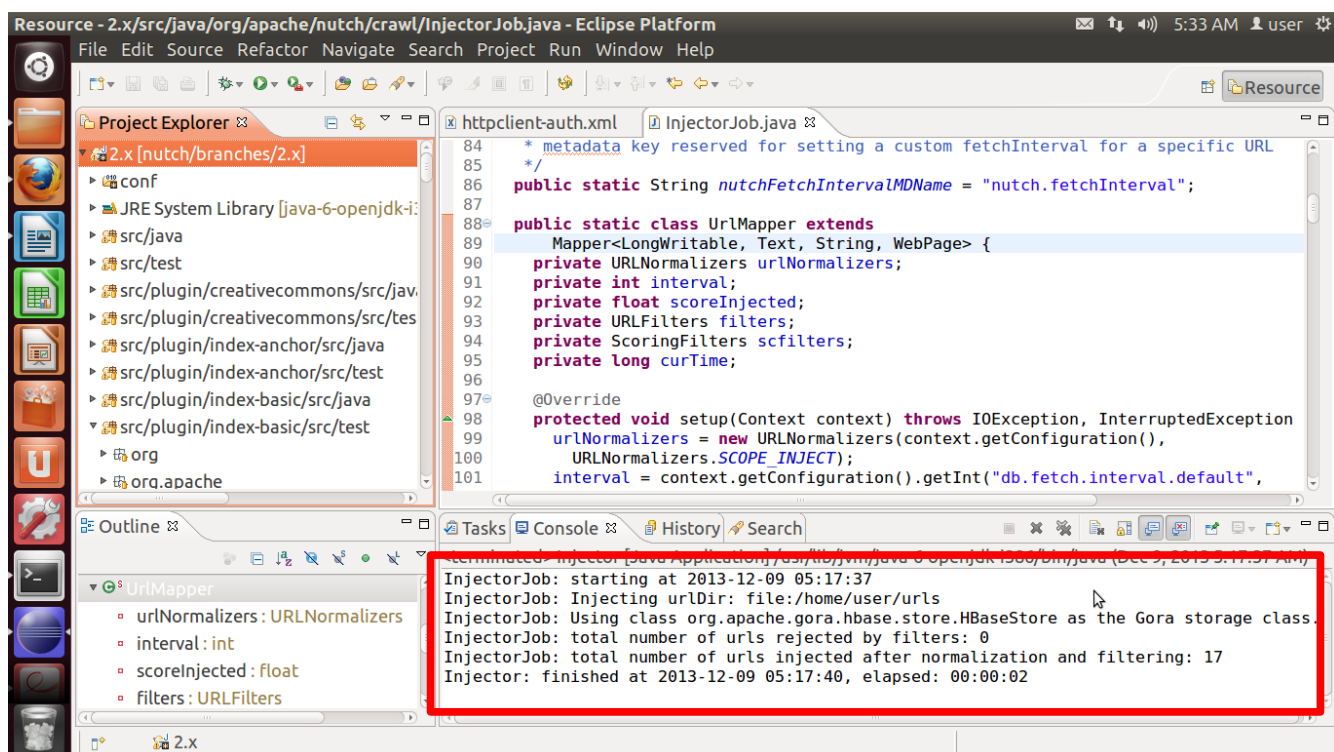 Resource - 2.x/src/java/org/apache/nutch/crawl/InjectorJob.java - Eclipse Platform
5:33 AM user
File Edit Source Refactor Navigate Search Project Run Window Help
Resource
Project Explorer
2.x [nutch/branches/2.x]
conf
JRE System Library [java-6-openjdk-i
src/java
src/test
src/plugin/creativecommons/src/jav
src/plugin/creativecommons/src/tes
src/plugin/index-anchor/src/java
src/plugin/index-anchor/src/test
src/plugin/index-basic/src/java
src/plugin/index-basic/src/test
org
org.apache
httpclient-auth.xml InjectorJob.java
84 * metadata key reserved for setting a custom fetchInterval for a specific URL
85 */
86 public static String nutchFetchIntervalMDName = "nutch.fetchInterval";
87
88 public static class UrlMapper extends
89 Mapper<LongWritable, Text, String, WebPage> {
90 private URLNormalizers urlNormalizers;
91 private int interval;
92 private float scoreInjected;
93 private URLFilters filters;
94 private ScoringFilters scfilters;
95 private long curTime;
96
97 @Override
98 protected void setup(Context context) throws IOException, InterruptedException
99 urlNormalizers = new URLNormalizers(context.getConfiguration(),
100 URLNormalizers.SCOPE_INJECT);
101 interval = context.getConfiguration().getInt("db.fetch.interval.default",
Outline
UrlMapper
urlNormalizers : URLNormalizers
interval : int
scoreInjected : float
filters : URLFilters
Tasks Console History Search
InjectorJob: starting at 2013-12-09 05:17:37
InjectorJob: Injecting urlDir: file:/home/user/urls
InjectorJob: Using class org.apache.gora.hbase.store.HBaseStore as the Gora storage class.
InjectorJob: total number of urls rejected by filters: 0
InjectorJob: total number of urls injected after normalization and filtering: 17
Injector: finished at 2013-12-09 05:17:40, elapsed: 00:00:02
2.x